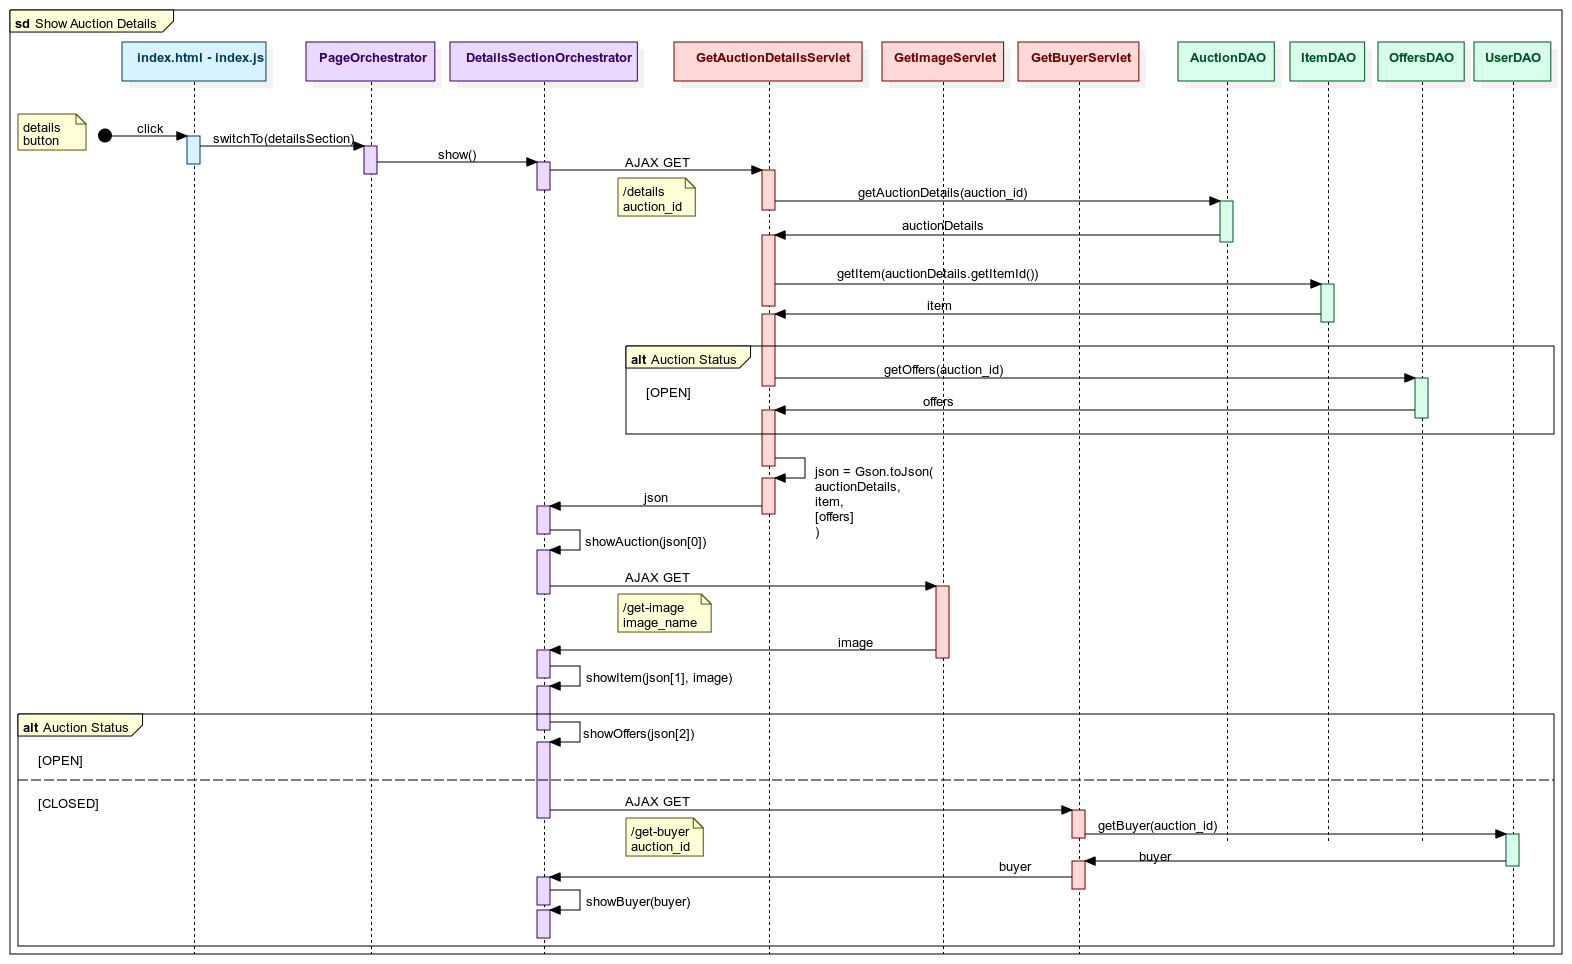 sd Show Auction Details
index.html - index.js
PageOrchestrator
DetailsSectionOrchestrator
GetAuctionDetailsServlet
GetImageServlet
GetBuyerServlet
AuctionDAO
ItemDAO
OffersDAO
UserDAO
details
button
click
switchTo(detailsSection)
show()
AJAX GET
/details
auction_id
getAuctionDetails(auction_id)
auctionDetails
getItem(auctionDetails.getItemId())
item
alt Auction Status
getOffers(auction_id)
[OPEN]
offers
json = Gson.toJson(
auctionDetails,
item,
[offers]
)
json
showAuction(json[0])
AJAX GET
/get-image
image_name
image
showItem(json[1], image)
alt Auction Status
showOffers(json[2])
[OPEN]
[CLOSED]
AJAX GET
/get-buyer
auction_id
getBuyer(auction_id)
buyer
buyer
showBuyer(buyer)